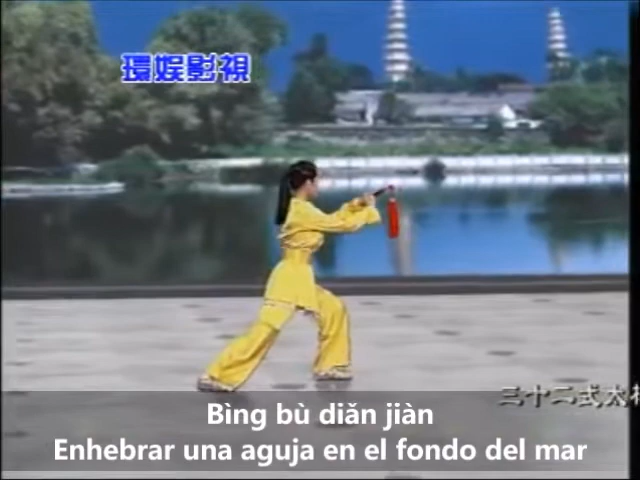 環娱影視
三十二式太
Bìng bù diǎn jiàn
Enhebrar una aguja en el fondo del mar